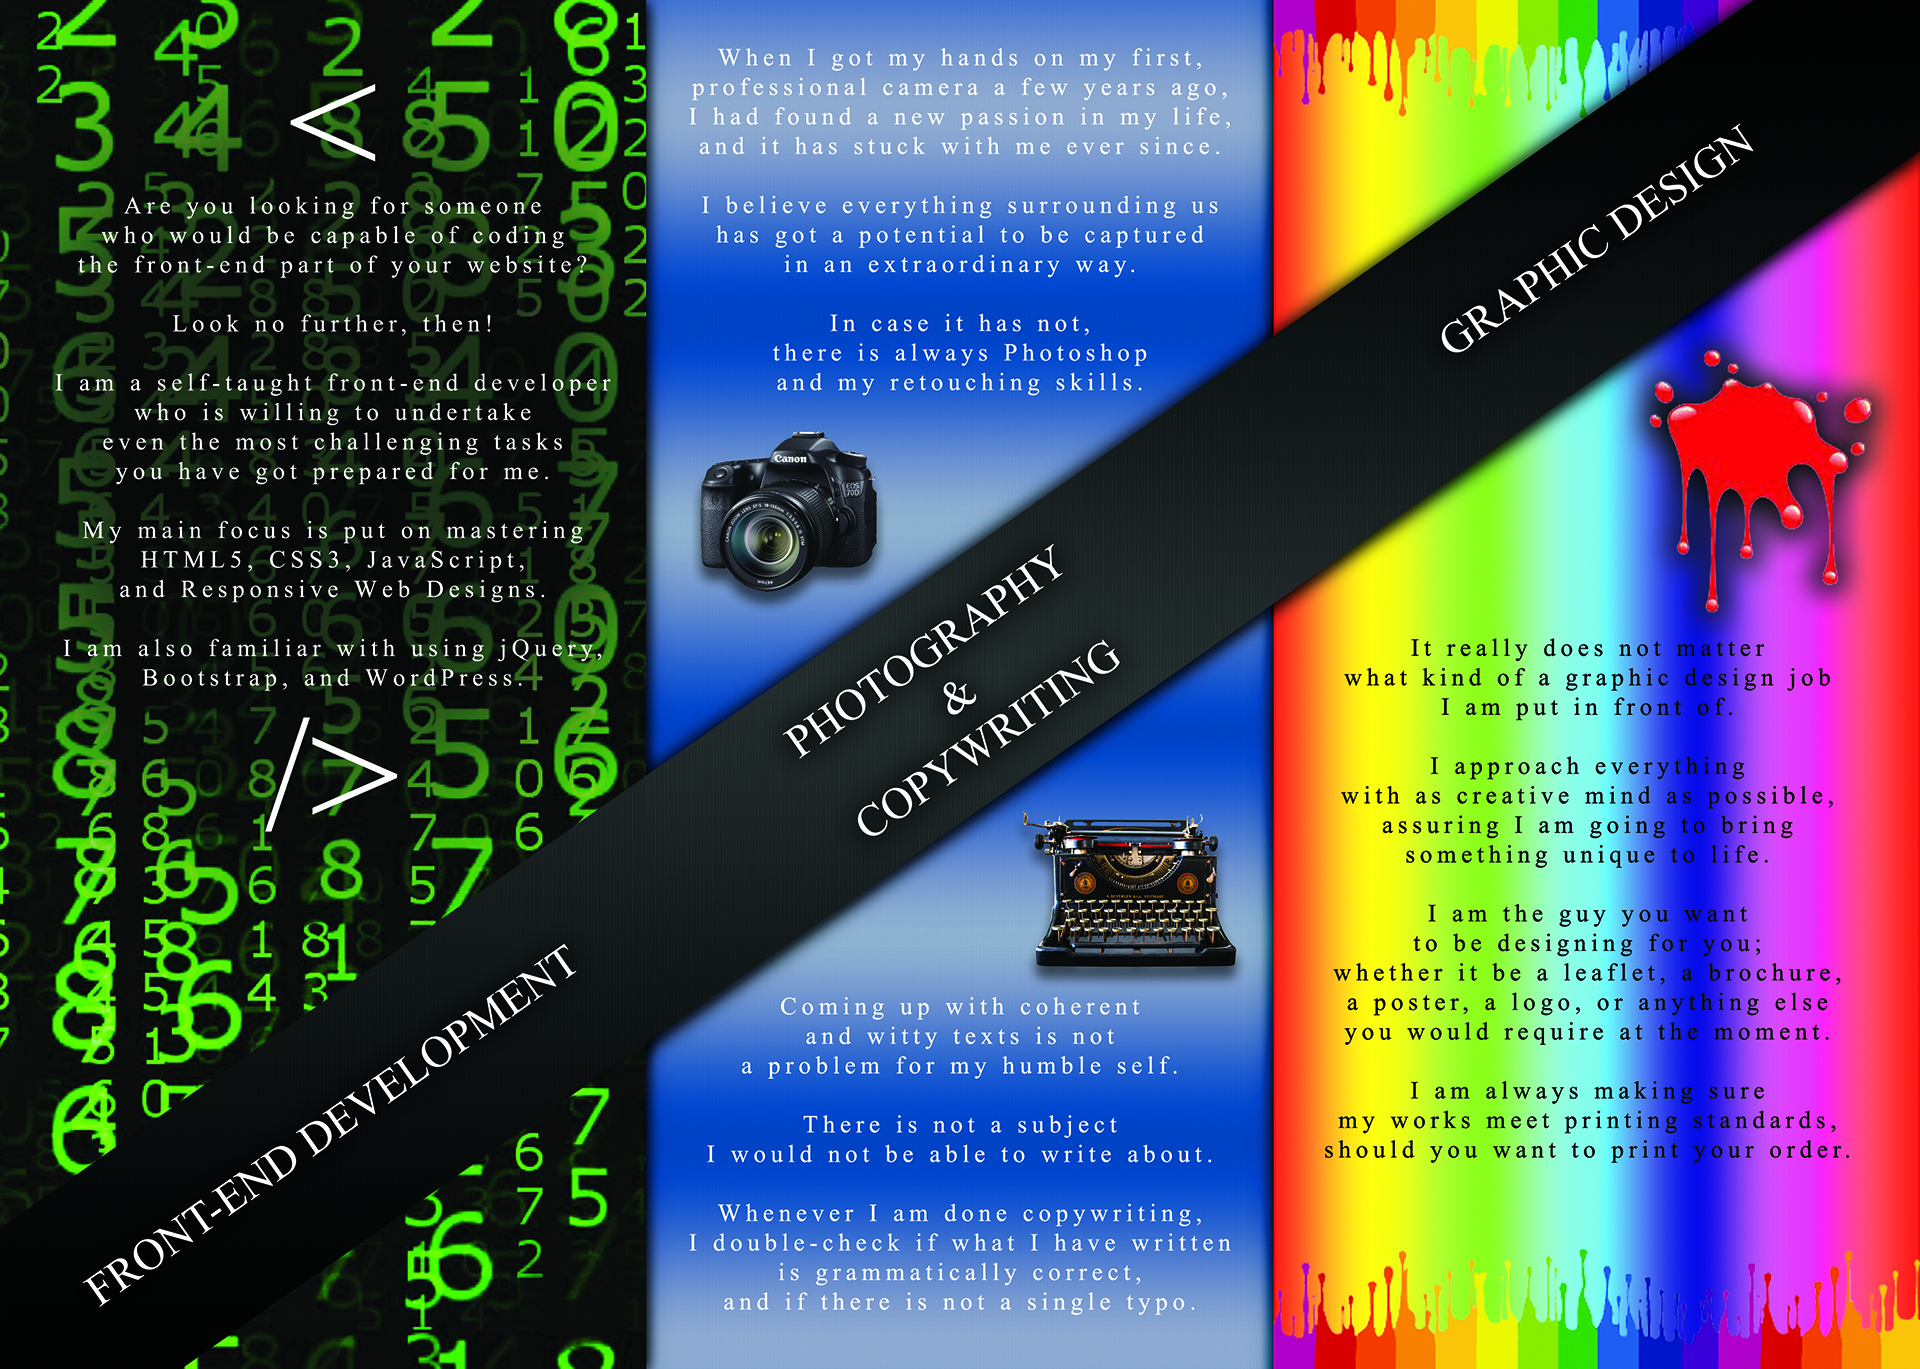 <
Are you looking for someone
who would be capable of coding
the front-end part of your website?
Look no further, then!
I am a self-taught front-end developer
who is willing to undertake
even the most challenging tasks
you have got prepared for me.
My main focus is put on mastering
HTML5, CSS3, JavaScript,
and Responsive Web Designs.
I am also familiar with using jQuery,
Bootstrap, and WordPress.
/>
FRONT-END DEVELOPMENT
When I got my hands on my first,
professional camera a few years ago,
I had found a new passion in my life,
and it has stuck with me ever since.
I believe everything surrounding us
has got a potential to be captured
in an extraordinary way.
In case it has not,
there is always Photoshop
and my retouching skills.
Canon
EOS
70D
PHOTOGRAPHY
&
COPYWRITING
Coming up with coherent
and witty texts is not
a problem for my humble self.
There is not a subject
I would not be able to write about.
Whenever I am done copywriting,
I double-check if what I have written
is grammatically correct,
and if there is not a single typo.
GRAPHIC DESIGN
It really does not matter
what kind of a graphic design job
I am put in front of.
I approach everything
with as creative mind as possible,
assuring I am going to bring
something unique to life.
I am the guy you want
to be designing for you;
whether it be a leaflet, a brochure,
a poster, a logo, or anything else
you would require at the moment.
I am always making sure
my works meet printing standards,
should you want to print your order.